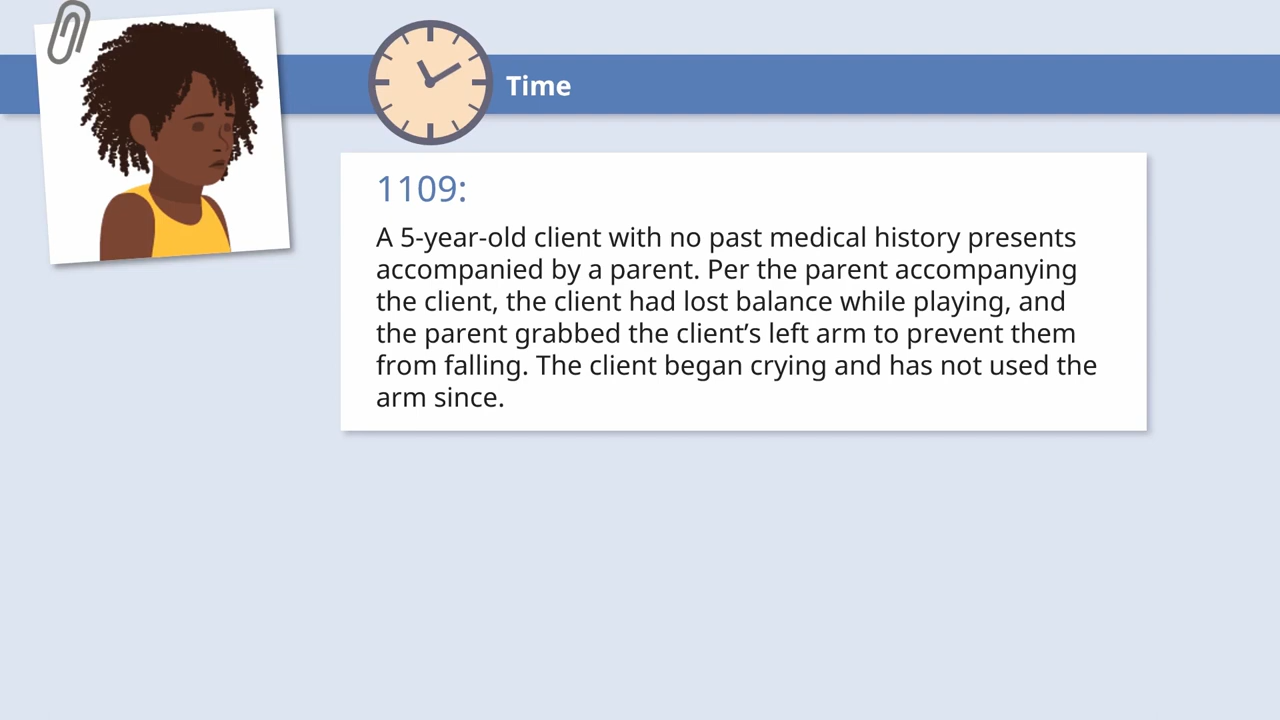 Time
1109:
A 5-year-old client with no past medical history presents
accompanied by a parent. Per the parent accompanying
the client, the client had lost balance while playing, and
the parent grabbed the client’s left arm to prevent them
from falling. The client began crying and has not used the
arm since.